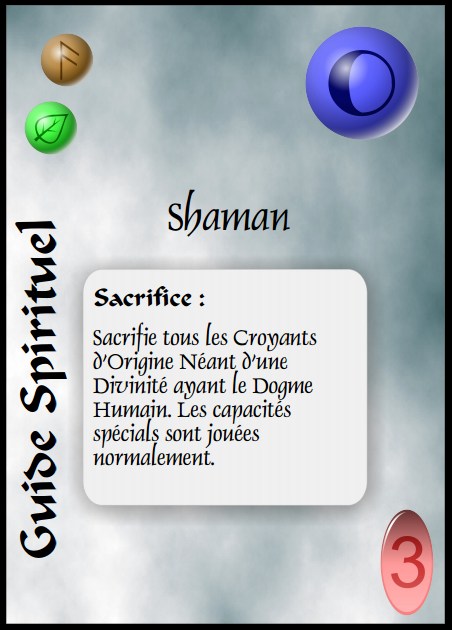 Shaman
Guide Spirituel
Sacrifice :
Sacrifie tous les Croyants
d'Origine Néant d'une
Divinité ayant le Dogme
Humain. Les capacités
spécials sont jouées
normalement.
3